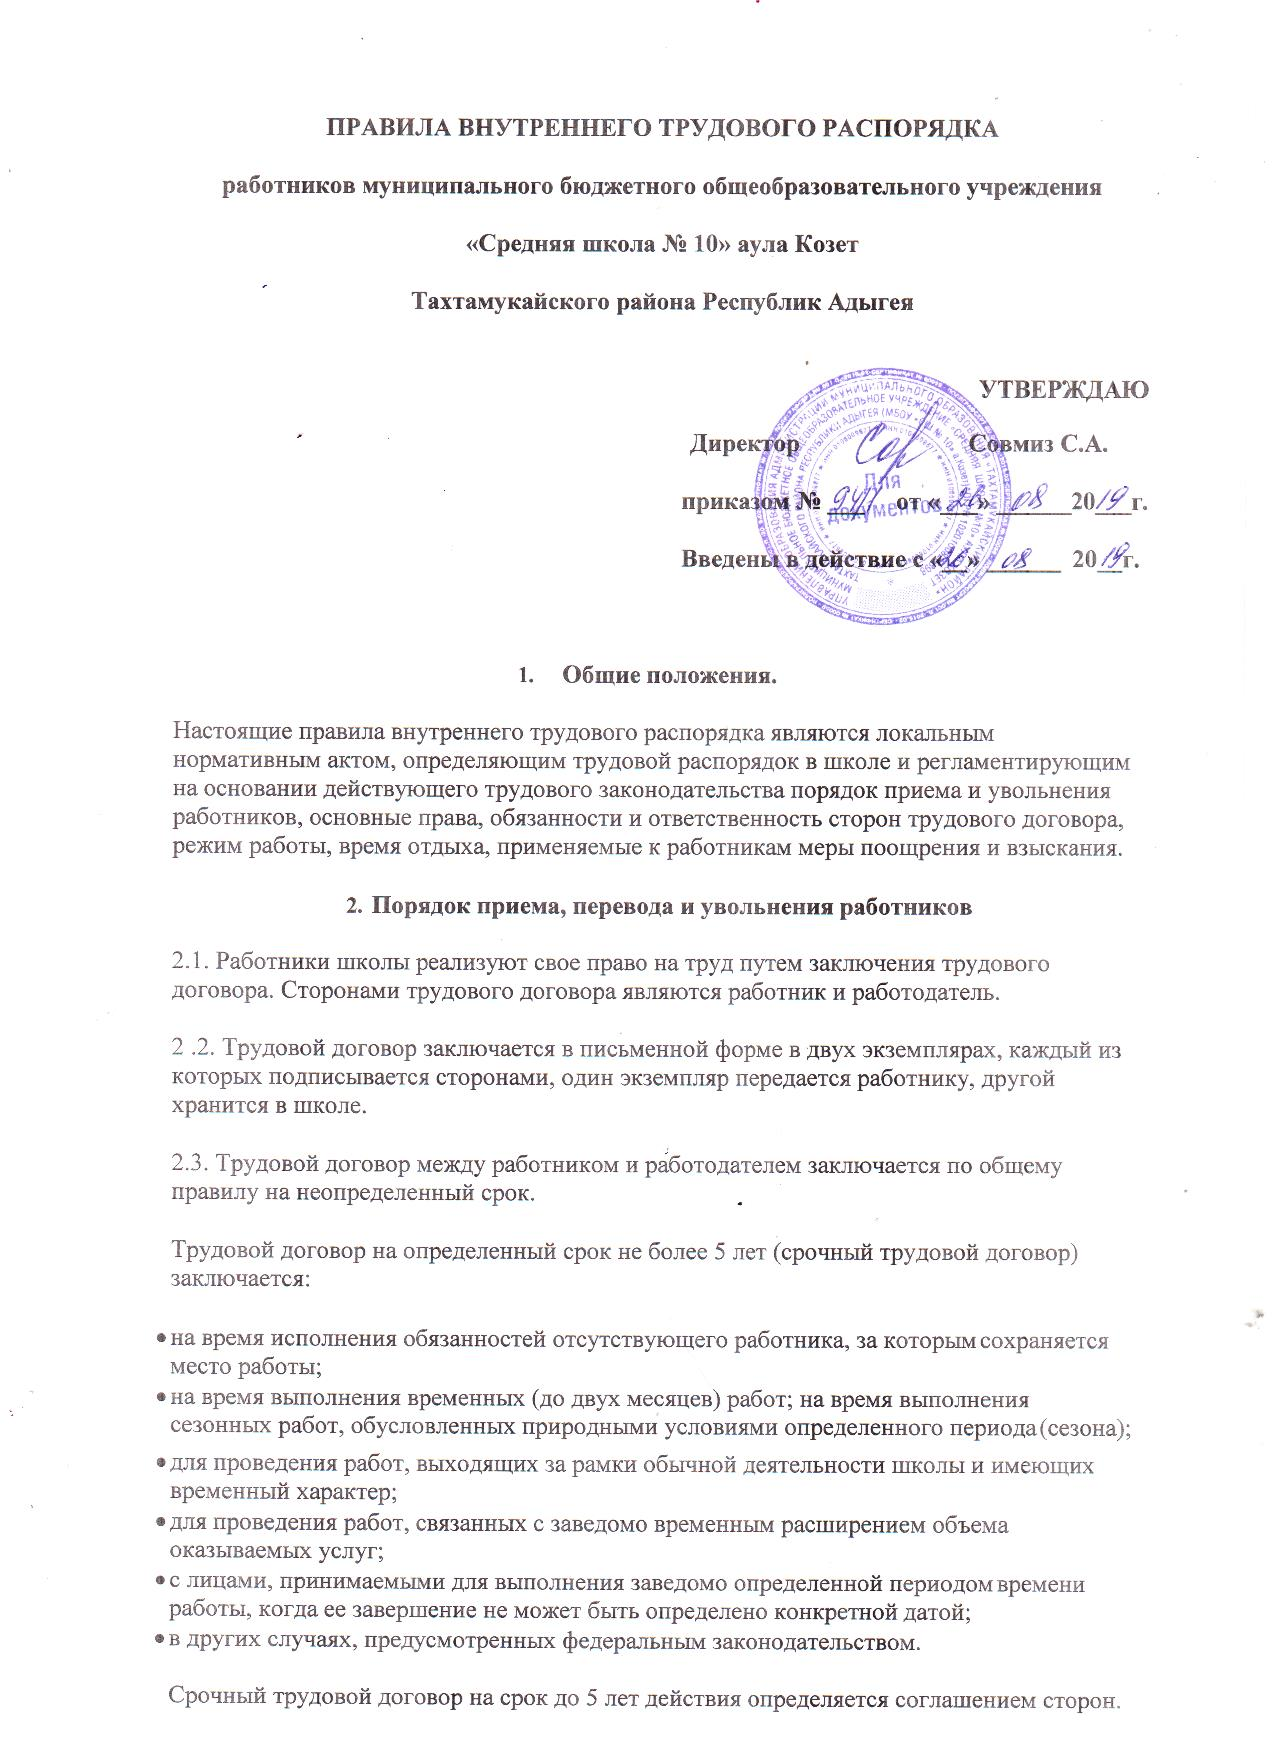 ПРАВИЛА ВНУТРЕННЕГО ТРУДОВОГО РАСПОРЯДКА
работников муниципального бюджетного общеобразовательного учреждения
«Средняя школа № 10» аула Козет
Тахтамукайского района Республик Адыгея
УТВЕРЖДАЮ
Директор Совмиз С.А.
приказом № от « » 08 2019 г.
Введены в действие с « » 08 2019 г.
Для
документов
1. Общие положения.
Настоящие правила внутреннего трудового распорядка являются локальным
нормативным актом, определяющим трудовой распорядок в школе и регламентирующим
на основании действующего трудового законодательства порядок приема и увольнения
работников, основные права, обязанности и ответственность сторон трудового договора,
режим работы, время отдыха, применяемые к работникам меры поощрения и взыскания.
2. Порядок приема, перевода и увольнения работников
2.1. Работники школы реализуют свое право на труд путем заключения трудового
договора. Сторонами трудового договора являются работник и работодатель.
2 .2. Трудовой договор заключается в письменной форме в двух экземплярах, каждый из
которых подписывается сторонами, один экземпляр передается работнику, другой
хранится в школе.
2.3. Трудовой договор между работником и работодателем заключается по общему
правилу на неопределенный срок.
Трудовой договор на определенный срок не более 5 лет (срочный трудовой договор)
заключается:
• на время исполнения обязанностей отсутствующего работника, за которым сохраняется
место работы;
• на время выполнения временных (до двух месяцев) работ; на время выполнения
сезонных работ, обусловленных природными условиями определенного периода (сезона);
• для проведения работ, выходящих за рамки обычной деятельности школы и имеющих
временный характер;
• для проведения работ, связанных с заведомо временным расширением объема
оказываемых услуг;
• с лицами, принимаемыми для выполнения заведомо определенной периодом времени
работы, когда ее завершение не может быть определено конкретной датой;
• в других случаях, предусмотренных федеральным законодательством.
Срочный трудовой договор на срок до 5 лет действия определяется соглашением сторон.